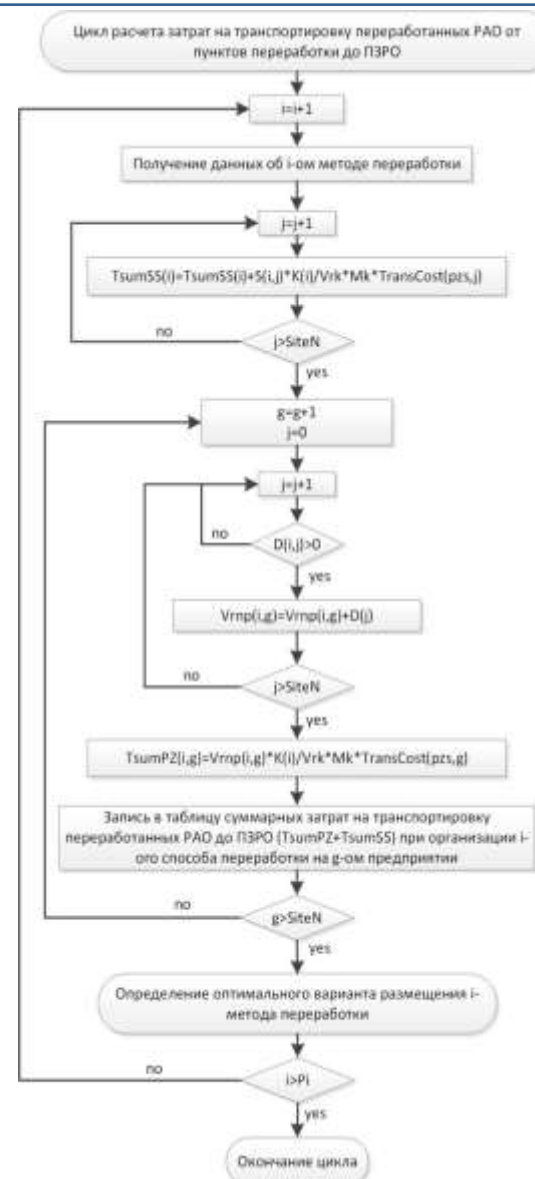 Цикл расчета затрат на транспортировку переработанных РАО от
пунктов переработки до ПЗРО
i=i+1
Получение данных об i-ом методе переработки
j=j+1
TsumSS(i)=TsumSS(i)+S(i,j)*K(i)/Vrk*Mk*TransCost(pzs,j)
no
j>SiteN
yes
g=g+1
j=0
j=j+1
no
D(i,j)>0
yes
Vrnp(i,g)=Vrnp(i,g)+D(j)
no
j>SiteN
yes
TsumPZ(i,g)=Vrnp(i,g)*K(i)/Vrk*Mk*TransCost(pzs,g)
Запись в таблицу суммарных затрат на транспортировку
переработанных РАО до ПЗРО (TsumPZ+TsumSS) при организации i-
ого способа переработки на g-ом предприятии
no
g>SiteN
yes
Определение оптимального варианта размещения i-
метода переработки
no
i>Pi
yes
Окончание цикла